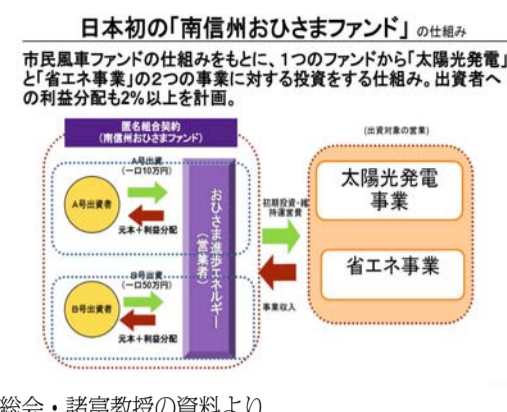 日本初の「南信州おひさまファンド」 の仕組み
市民風車ファンドの仕組みをもとに、1つのファンドから「太陽光発電」
と「省エネ事業」の2つの事業に対する投資をする仕組み。出資者へ
の利益分配も2%以上を計画。
匿名組合契約
(南信州おひさまファンド)
A号出資
(一口10万円)
A号出資者
元本+利益分配
B号出資
(一口50万円)
B号出資者
元本+利益分配
おひさま進歩エネルギー
(営業者)
初期投資・維
持運営費
事業収入
(出資対象の営業)
太陽光発電
事業
省エネ事業
総会・諸富教授の資料より